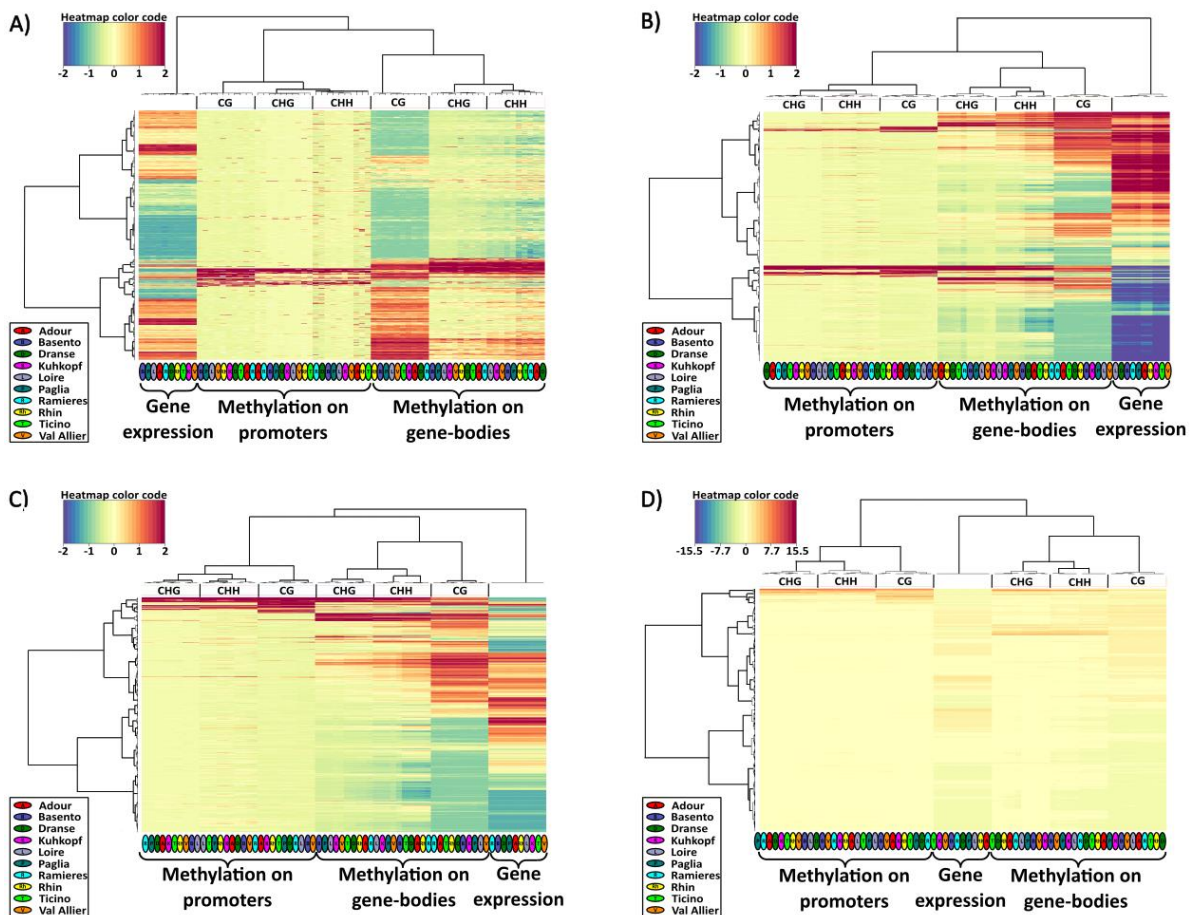 A)
Heatmap color code
-2 -1 0 1 2
CG CHG CHH CG CHG CHH
Adour
Basento
Dranse
Kuhkopf
Loire
Paglia
Ramieres
Rhin
Ticino
Val Allier
Gene expression
Methylation on promoters
Methylation on gene-bodies
B)
Heatmap color code
-2 -1 0 1 2
CHG CHH CG CHG CHH CG
Adour
Basento
Dranse
Kuhkopf
Loire
Paglia
Ramieres
Rhin
Ticino
Val Allier
Methylation on promoters
Methylation on gene-bodies
Gene expression
C)
Heatmap color code
-2 -1 0 1 2
CHG CHH CG CHG CHH CG
Adour
Basento
Dranse
Kuhkopf
Loire
Paglia
Ramieres
Rhin
Ticino
Val Allier
Methylation on promoters
Methylation on gene-bodies
Gene expression
D)
Heatmap color code
-15.5 -7.7 0 7.7 15.5
CHG CHH CG CHG CHH CG
Adour
Basento
Dranse
Kuhkopf
Loire
Paglia
Ramieres
Rhin
Ticino
Val Allier
Methylation on promoters
Gene expression
Methylation on gene-bodies